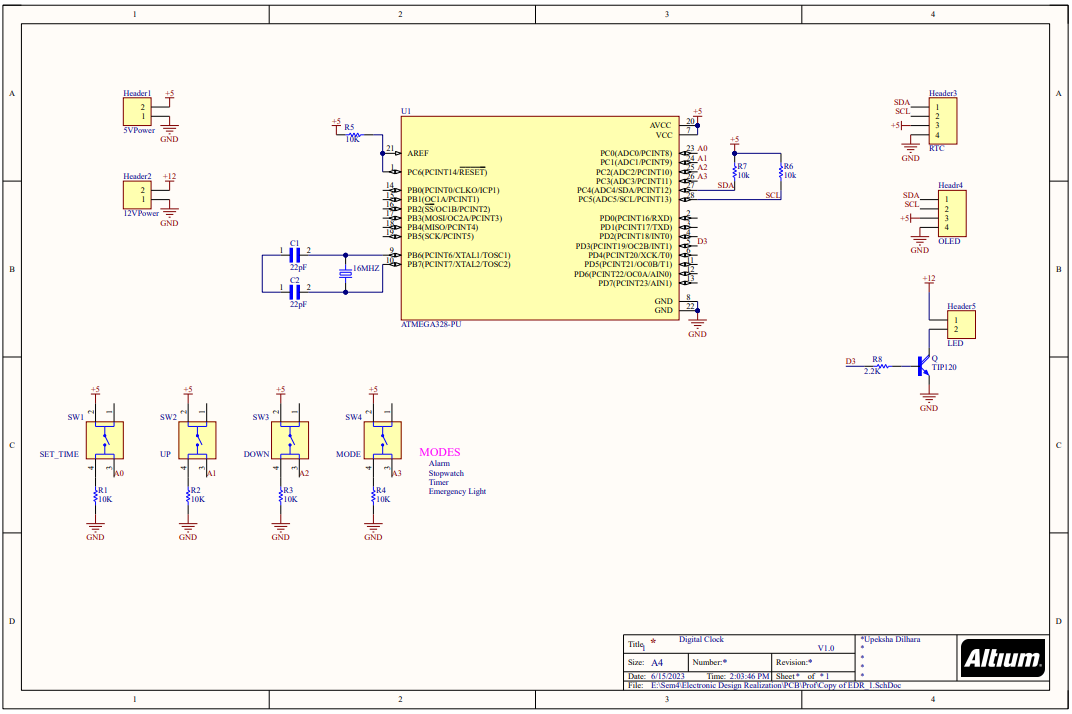 1 2 3 4
A A
B B
C C
D D
1 2 3 4
Header1
+5
2
1
5VPower
GND
Header2
+12
2
1
12VPower
GND
+5
R5
10K
U1
21 AREF
1 PC6(PCINT14/RESET)
14 PB0(PCINT0/CLKO/ICP1)
15 PB1(OC1A/PCINT1)
16 PB2(SS/OC1B/PCINT2)
17 PB3(MOSI/OC2A/PCINT3)
18 PB4(MISO/PCINT4)
19 PB5(SCK/PCINT5)
9 PB6(PCINT6/XTAL1/TOSC1)
10 PB7(PCINT7/XTAL2/TOSC2)
AVCC 20
VCC 7
+5
PC0(ADC0/PCINT8) 23 A0
PC1(ADC1/PCINT9) 24 A1
PC2(ADC2/PCINT10) 25 A2
PC3(ADC3/PCINT11) 26 A3
PC4(ADC4/SDA/PCINT12) 27 SDA
PC5(ADC5/SCL/PCINT13) 28 SCL
PD0(PCINT16/RXD) 2
PD1(PCINT17/TXD) 3
PD2(PCINT18/INT0) 4
PD3(PCINT19/OC2B/INT1) 5 D3
PD4(PCINT20/XCK/T0)
PD5(PCINT21/OC0B/T1)
PD6(PCINT22/OC0A/AIN0)
PD7(PCINT23/AIN1)
GND 8
GND 22
GND
ATMEGA328-PU
+5
R7
10k
R6
10k
C1
1 2
22pF
C2
1 2
22pF
16MHZ
Header3
SDA 1
SCL 2
+5 3
4
GND
RTC
Headr4
SDA 1
SCL 2
+5 3
4
GND
OLED
+12
Header5
1
2
LED
D3
R8
2.2K
Q
TIP120
GND
+5
2 1
SW1
SET_TIME
4 3
A0
R1
10K
GND
+5
2 1
SW2
UP
4 3
A1
R2
10K
GND
+5
2 1
SW3
DOWN
4 3
A2
R3
10K
GND
+5
2 1
SW4
MODE
4 3
A3
R4
10K
GND
MODES
Alarm
Stopwatch
Timer
Emergency Light
Title * Digital Clock
1
V1.0
Size: A4 Number:* Revision:*
Date: 6/15/2023 Time: 2:03:46 PM Sheet* of *1
File: E:\Sem4\Electronic Design Realization\PCB\Prof\Copy of EDR_1.SchDoc
*Upeksha Dilhara
*
*
*
*
Altium